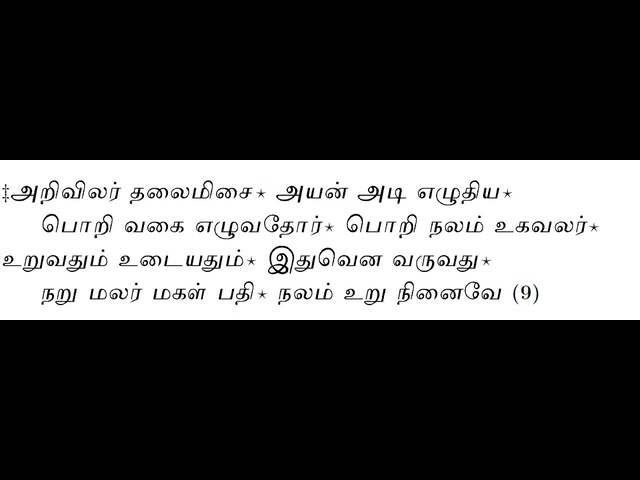 ‡அறிவிலர் தலைமிசை⋆ அயன் அடி எழுதிய⋆
பொறி வகை எழுவதோர்⋆ பொறி நலம் உகவலர்⋆
உறுவதும் உடையதும்⋆ இதுவென வருவது⋆
நறு மலர் மகள் பதி⋆ நலம் உறு நினைவே (9)